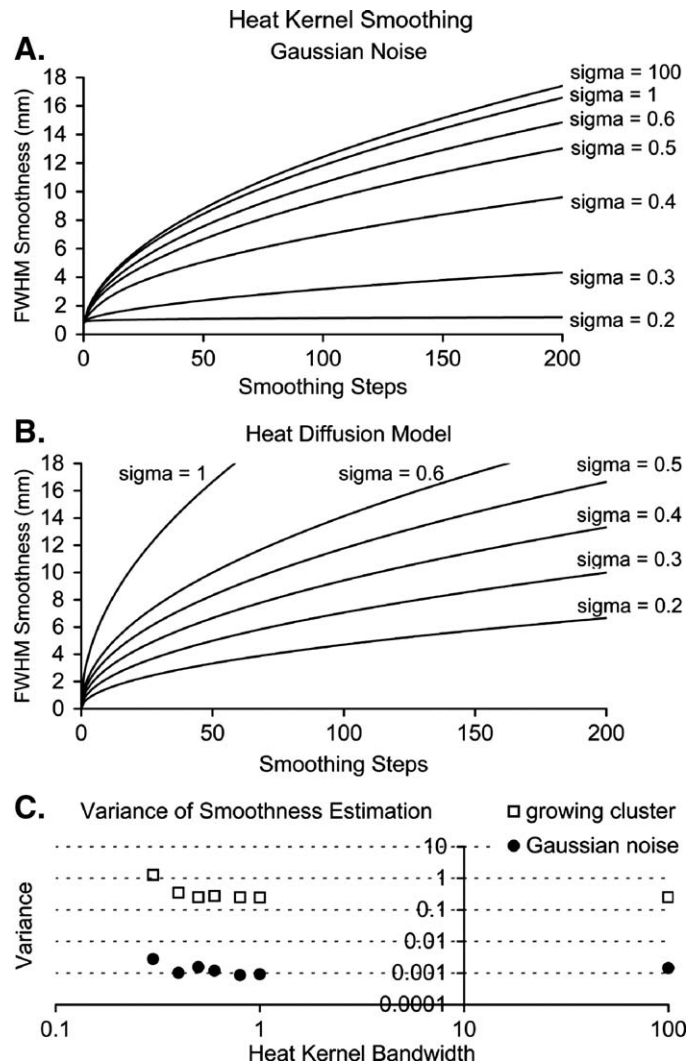 Heat Kernel Smoothing
A.
Gaussian Noise
FWHM Smoothness (mm)
18
16
14
12
10
8
6
4
2
0
sigma = 100
sigma = 1
sigma = 0.6
sigma = 0.5
sigma = 0.4
sigma = 0.3
sigma = 0.2
0 50 100 150 200
Smoothing Steps
B.
Heat Diffusion Model
FWHM Smoothness (mm)
18
16
14
12
10
8
6
4
2
0
sigma = 1
sigma = 0.6
sigma = 0.5
sigma = 0.4
sigma = 0.3
sigma = 0.2
0 50 100 150 200
Smoothing Steps
C.
Variance of Smoothness Estimation
growing cluster
Gaussian noise
Variance
10
1
0.1
0.01
0.001
0.0001
0.1 1 10 100
Heat Kernel Bandwidth